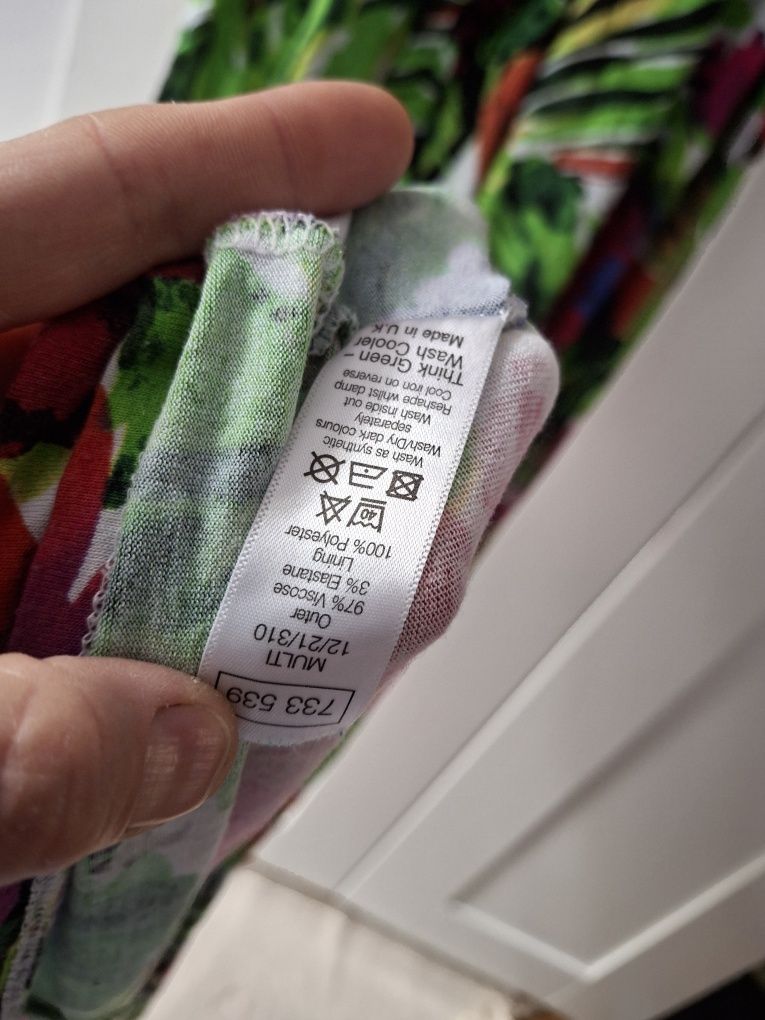 733 539
MULTI
12/21/310
Outer
97% Viscose
3% Elastane
Lining
100% Polyester
40
Wash as synthetic
Wash/Dry dark colours
separately
Wash inside out
Reshape whilst damp
Cool iron on reverse
Think Green –
Wash Cooler
Made in U.K